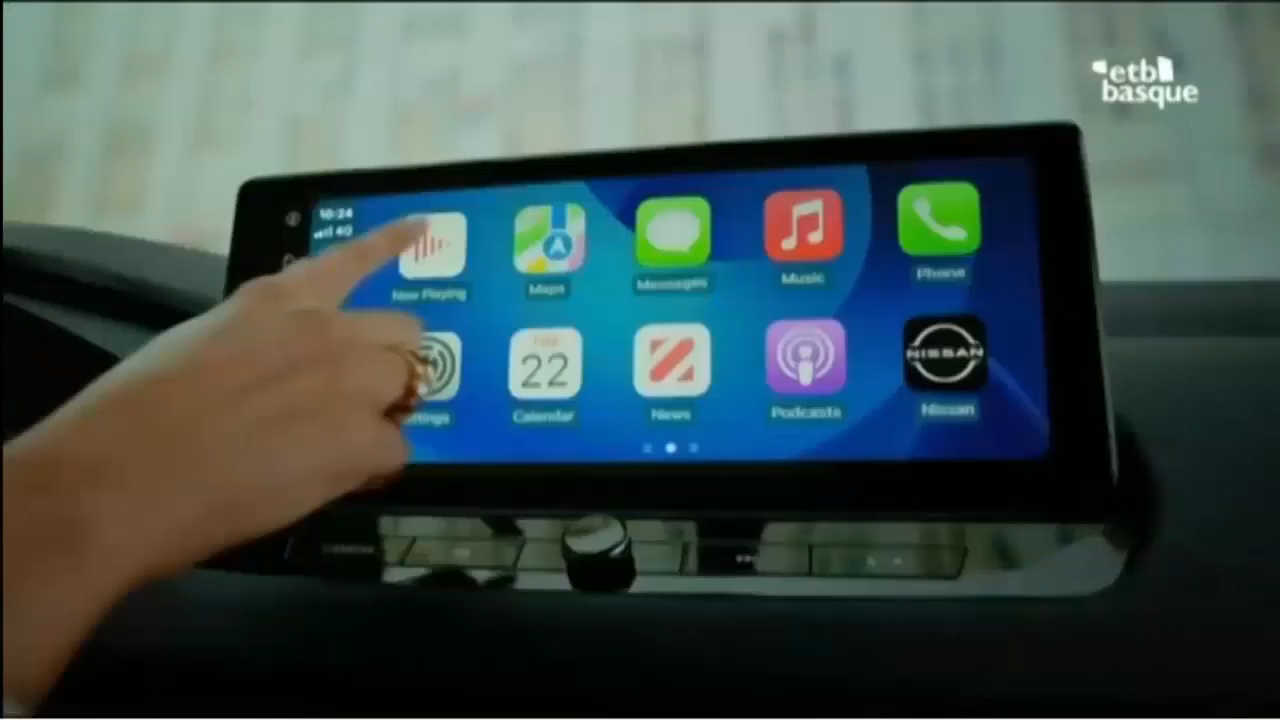 etb
basque
10:24
4G
Now Playing
Maps
Messages
Music
Phone
22
NISSAN
Calendar
News
Podcasts
Nissan